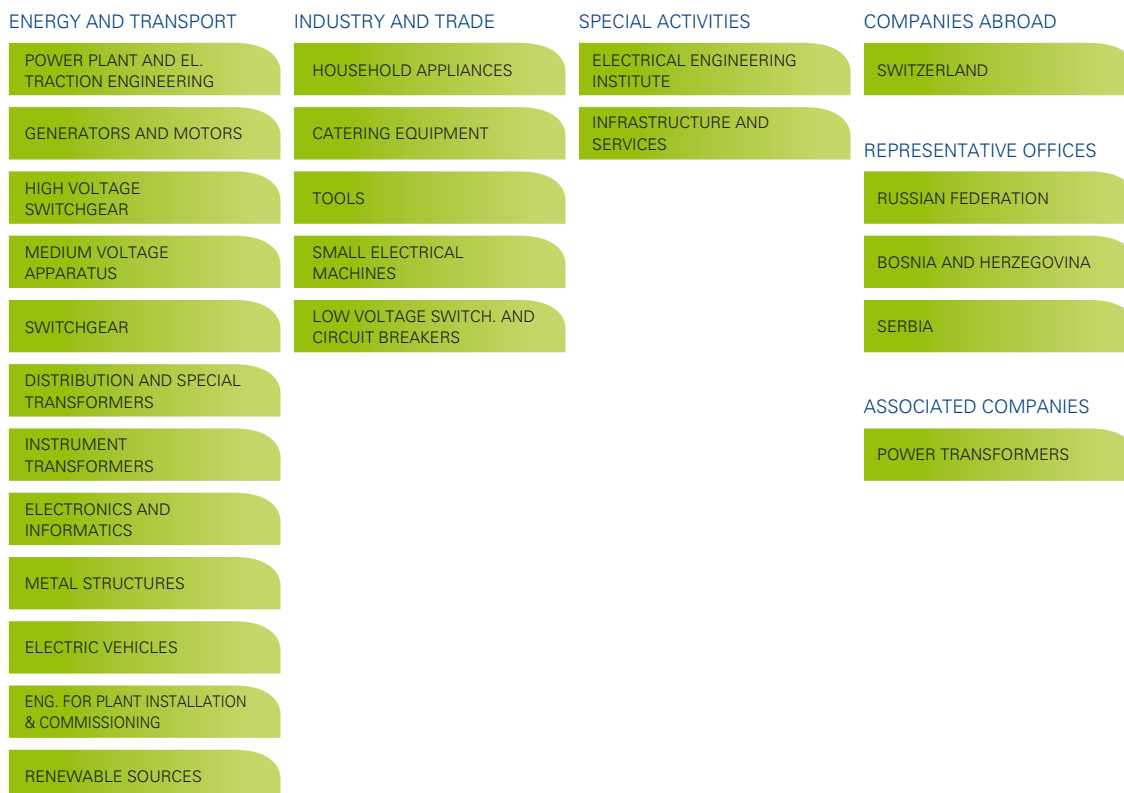 ENERGY AND TRANSPORT
POWER PLANT AND EL.
TRACTION ENGINEERING
GENERATORS AND MOTORS
HIGH VOLTAGE
SWITCHGEAR
MEDIUM VOLTAGE
APPARATUS
SWITCHGEAR
DISTRIBUTION AND SPECIAL
TRANSFORMERS
INSTRUMENT
TRANSFORMERS
ELECTRONICS AND
INFORMATICS
METAL STRUCTURES
ELECTRIC VEHICLES
ENG. FOR PLANT INSTALLATION
& COMMISSIONING
RENEWABLE SOURCES
INDUSTRY AND TRADE
HOUSEHOLD APPLIANCES
CATERING EQUIPMENT
TOOLS
SMALL ELECTRICAL
MACHINES
LOW VOLTAGE SWITCH. AND
CIRCUIT BREAKERS
SPECIAL ACTIVITIES
ELECTRICAL ENGINEERING
INSTITUTE
INFRASTRUCTURE AND
SERVICES
COMPANIES ABROAD
SWITZERLAND
REPRESENTATIVE OFFICES
RUSSIAN FEDERATION
BOSNIA AND HERZEGOVINA
SERBIA
ASSOCIATED COMPANIES
POWER TRANSFORMERS